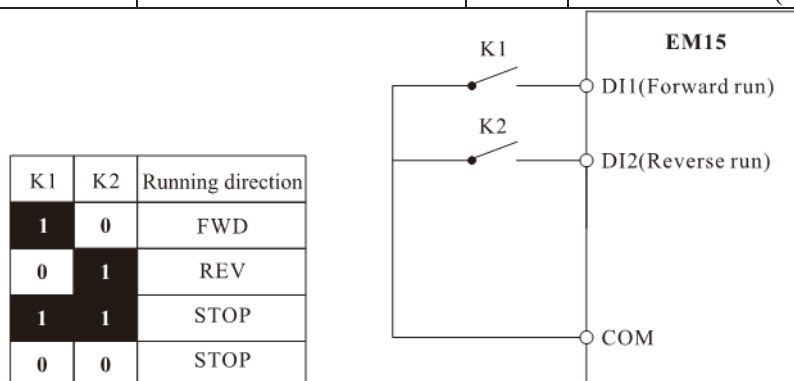 K1 K2 Running direction
1 0 FWD
0 1 REV
1 1 STOP
0 0 STOP
EM15
K1
DI1(Forward run)
K2
DI2(Reverse run)
COM